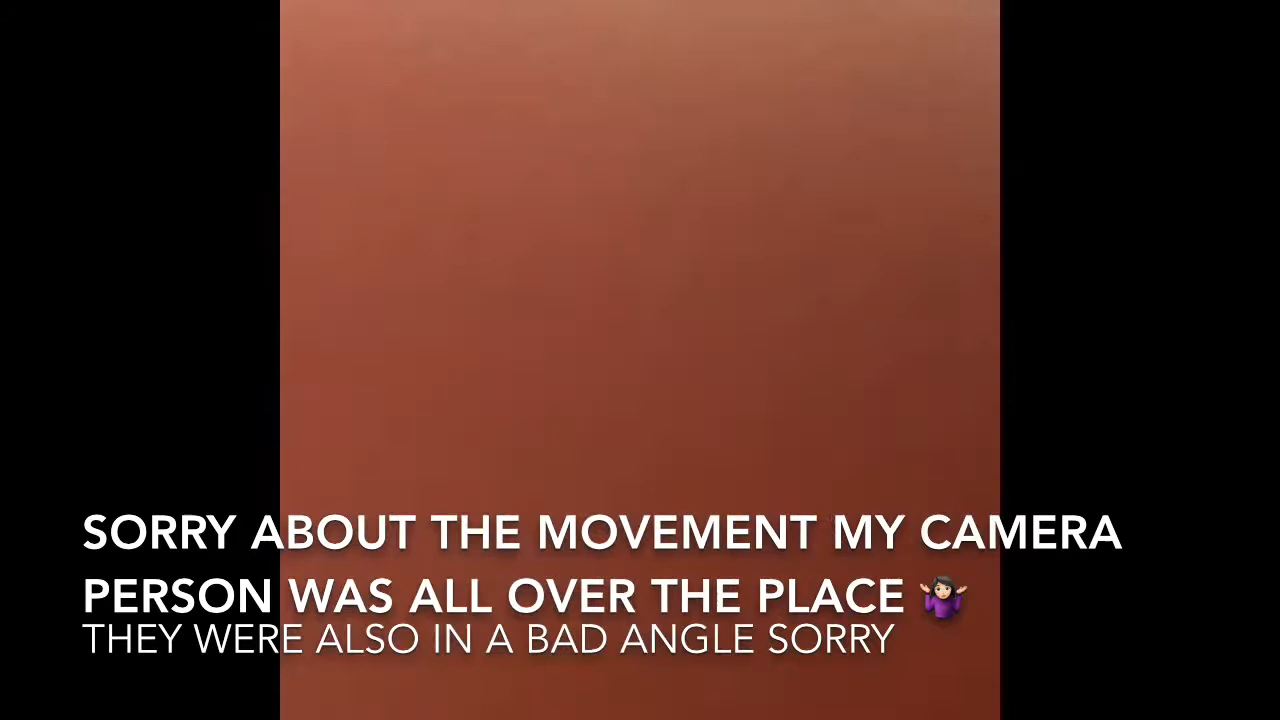 SORRY ABOUT THE MOVEMENT MY CAMERA
PERSON WAS ALL OVER THE PLACE 🤷🏻‍♀️
THEY WERE ALSO IN A BAD ANGLE SORRY